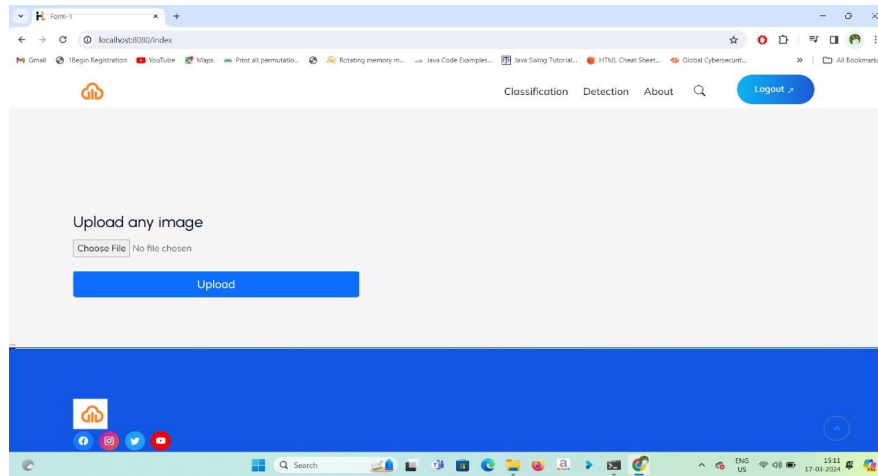 Form-1
localhost:8080/index
Gmail 1Begin Registration YouTube Maps Print all permutatio... Rotating memory m... Java Code Examples... Java Swing Tutorial... HTML Cheat Sheet... Global Cybersecurit... » All Bookmarks
Classification Detection About Logout ↗
Upload any image
Choose File No file chosen
Upload
Search
ENG 15:11
US 17-03-2024